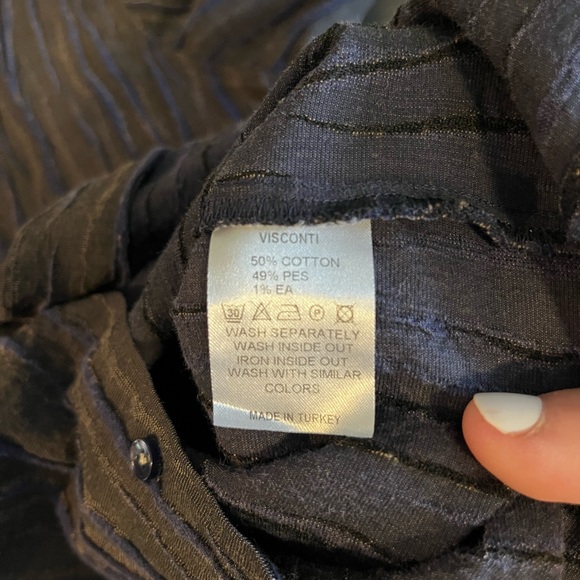 VISCONTI
50% COTTON
49% PES
1% EA
30 P
WASH SEPARATELY
WASH INSIDE OUT
IRON INSIDE OUT
WASH WITH SIMILAR
COLORS
MADE IN TURKEY